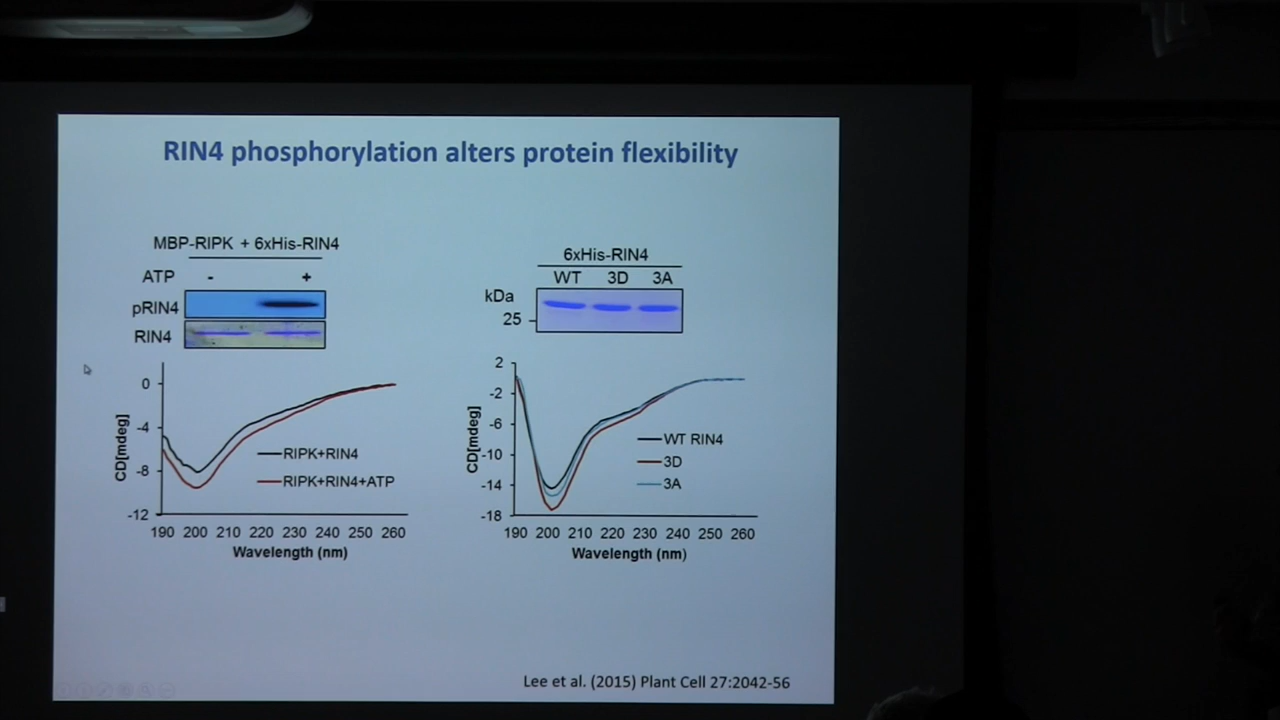 RIN4 phosphorylation alters protein flexibility
MBP-RIPK + 6xHis-RIN4
ATP - +
pRIN4
RIN4
0
-4
-8
-12
CD[mdeg]
RIPK+RIN4
RIPK+RIN4+ATP
190 200 210 220 230 240 250 260
Wavelength (nm)
6xHis-RIN4
WT 3D 3A
kDa
25
2
-2
-6
-10
-14
-18
CD[mdeg]
WT RIN4
3D
3A
190 200 210 220 230 240 250 260
Wavelength (nm)
Lee et al. (2015) Plant Cell 27:2042-56